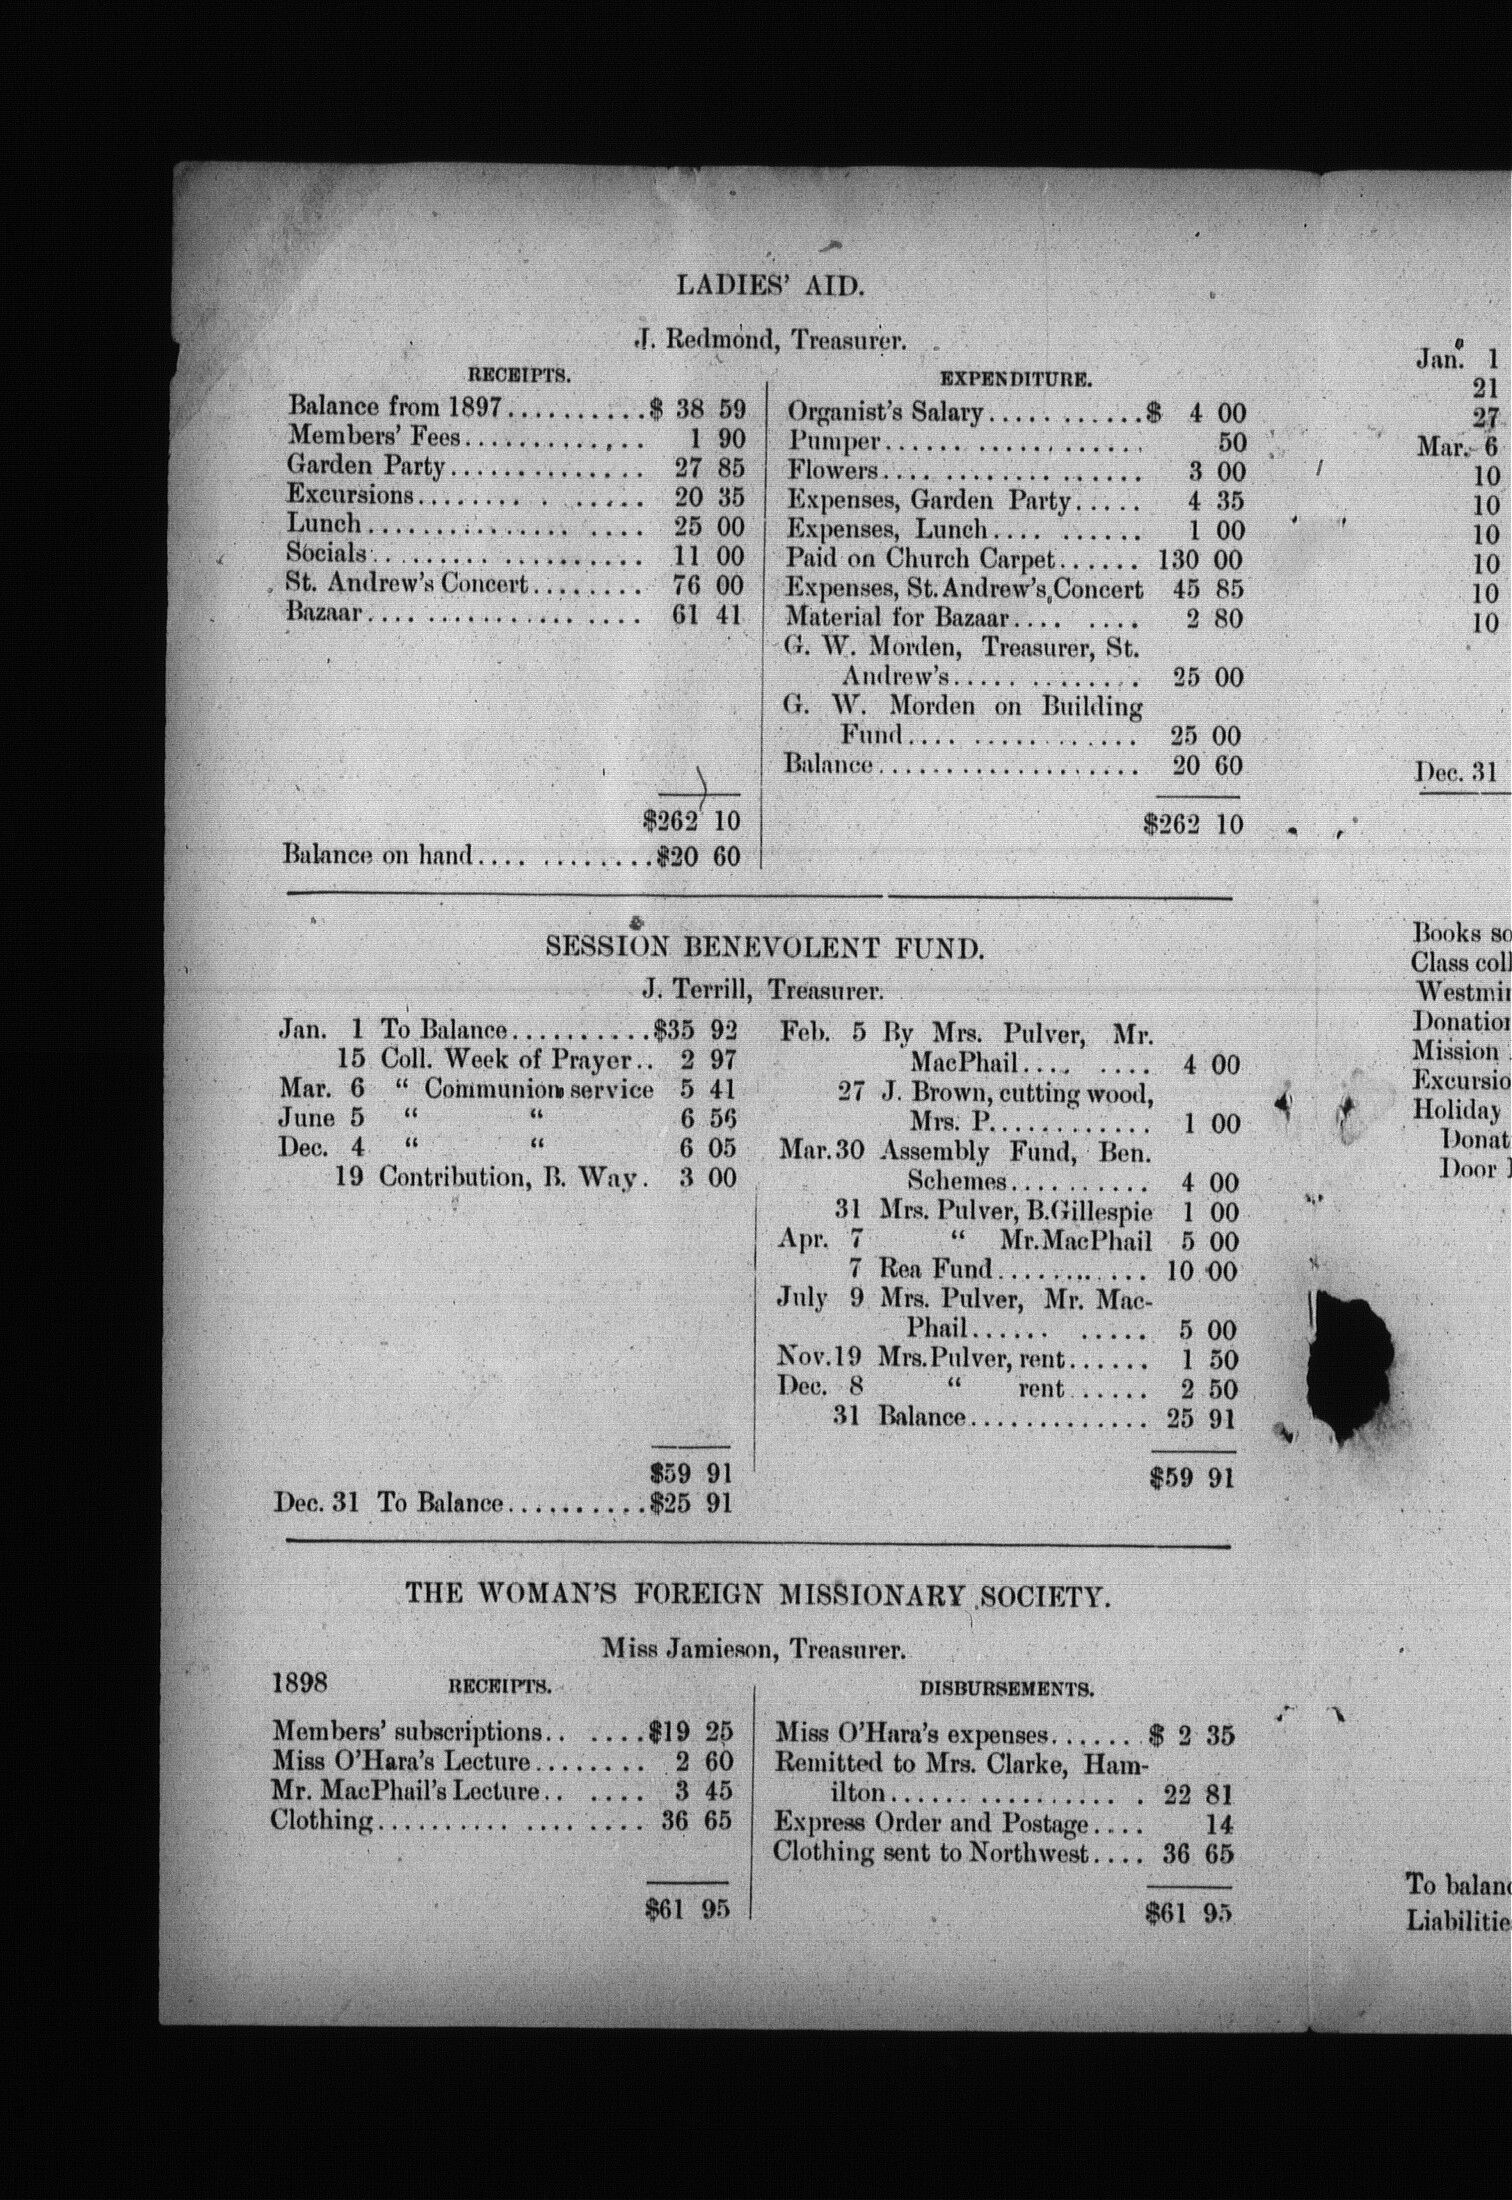 LADIES' AID.
J. Redmond, Treasurer.
RECEIPTS.
Balance from 1897..........$ 38 59
Members' Fees............. 1 90
Garden Party.............. 27 85
Excursions........ . ..... 20 35
Lunch............... .... 25 00
Socials.................... 11 00
St. Andrew's Concert........ 76 00
Bazaar.... ............. .... 61 41
$262 10
Balance on hand.... ........$20 60
EXPENDITURE.
Organist's Salary............$ 4 00
Pumper................... 50
Flowers.... ............... 3 00
Expenses, Garden Party..... 4 35
Expenses, Lunch.... ...... 1 00
Paid on Church Carpet...... 130 00
Expenses, St. Andrew's Concert 45 85
Material for Bazaar.... .... 2 80
G. W. Morden, Treasurer, St.
Andrew's..... ......... 25 00
G. W. Morden on Building
Fund.... ............ 25 00
Balance................... 20 60
$262 10
SESSION BENEVOLENT FUND.
J. Terrill, Treasurer.
Jan. 1 To Balance..........$35 92
15 Coll. Week of Prayer.. 2 97
Mar. 6 “ Communion service 5 41
June 5 “ “ 6 56
Dec. 4 “ “ 6 05
19 Contribution, B. Way. 3 00
$59 91
Dec. 31 To Balance..........$25 91
Feb. 5 By Mrs. Pulver, Mr.
MacPhail.... .... 4 00
27 J. Brown, cutting wood,
Mrs. P............ 1 00
Mar. 30 Assembly Fund, Ben.
Schemes.......... 4 00
31 Mrs. Pulver, B. Gillespie 1 00
Apr. 7 “ Mr. MacPhail 5 00
7 Rea Fund........... 10 00
July 9 Mrs. Pulver, Mr. Mac-
Phail...... ..... 5 00
Nov. 19 Mrs. Pulver, rent...... 1 50
Dec. 8 “ rent...... 2 50
31 Balance............. 25 91
$59 91
THE WOMAN'S FOREIGN MISSIONARY SOCIETY.
Miss Jamieson, Treasurer.
1898 RECEIPTS.
Members' subscriptions.. ....$19 25
Miss O'Hara's Lecture........ 2 60
Mr. MacPhail's Lecture.. .... 3 45
Clothing.......... .... .... 36 65
$61 95
DISBURSEMENTS.
Miss O'Hara's expenses.......$ 2 35
Remitted to Mrs. Clarke, Ham-
ilton................. . 22 81
Express Order and Postage.... 14
Clothing sent to Northwest.... 36 65
$61 95
Jan. 1
21
27
Mar. 6
10
10
10
10
10
10
Dec. 31
Books so
Class coll
Westmin
Donation
Mission
Excursio
Holiday
Donat
Door
To balanc
Liabilitie